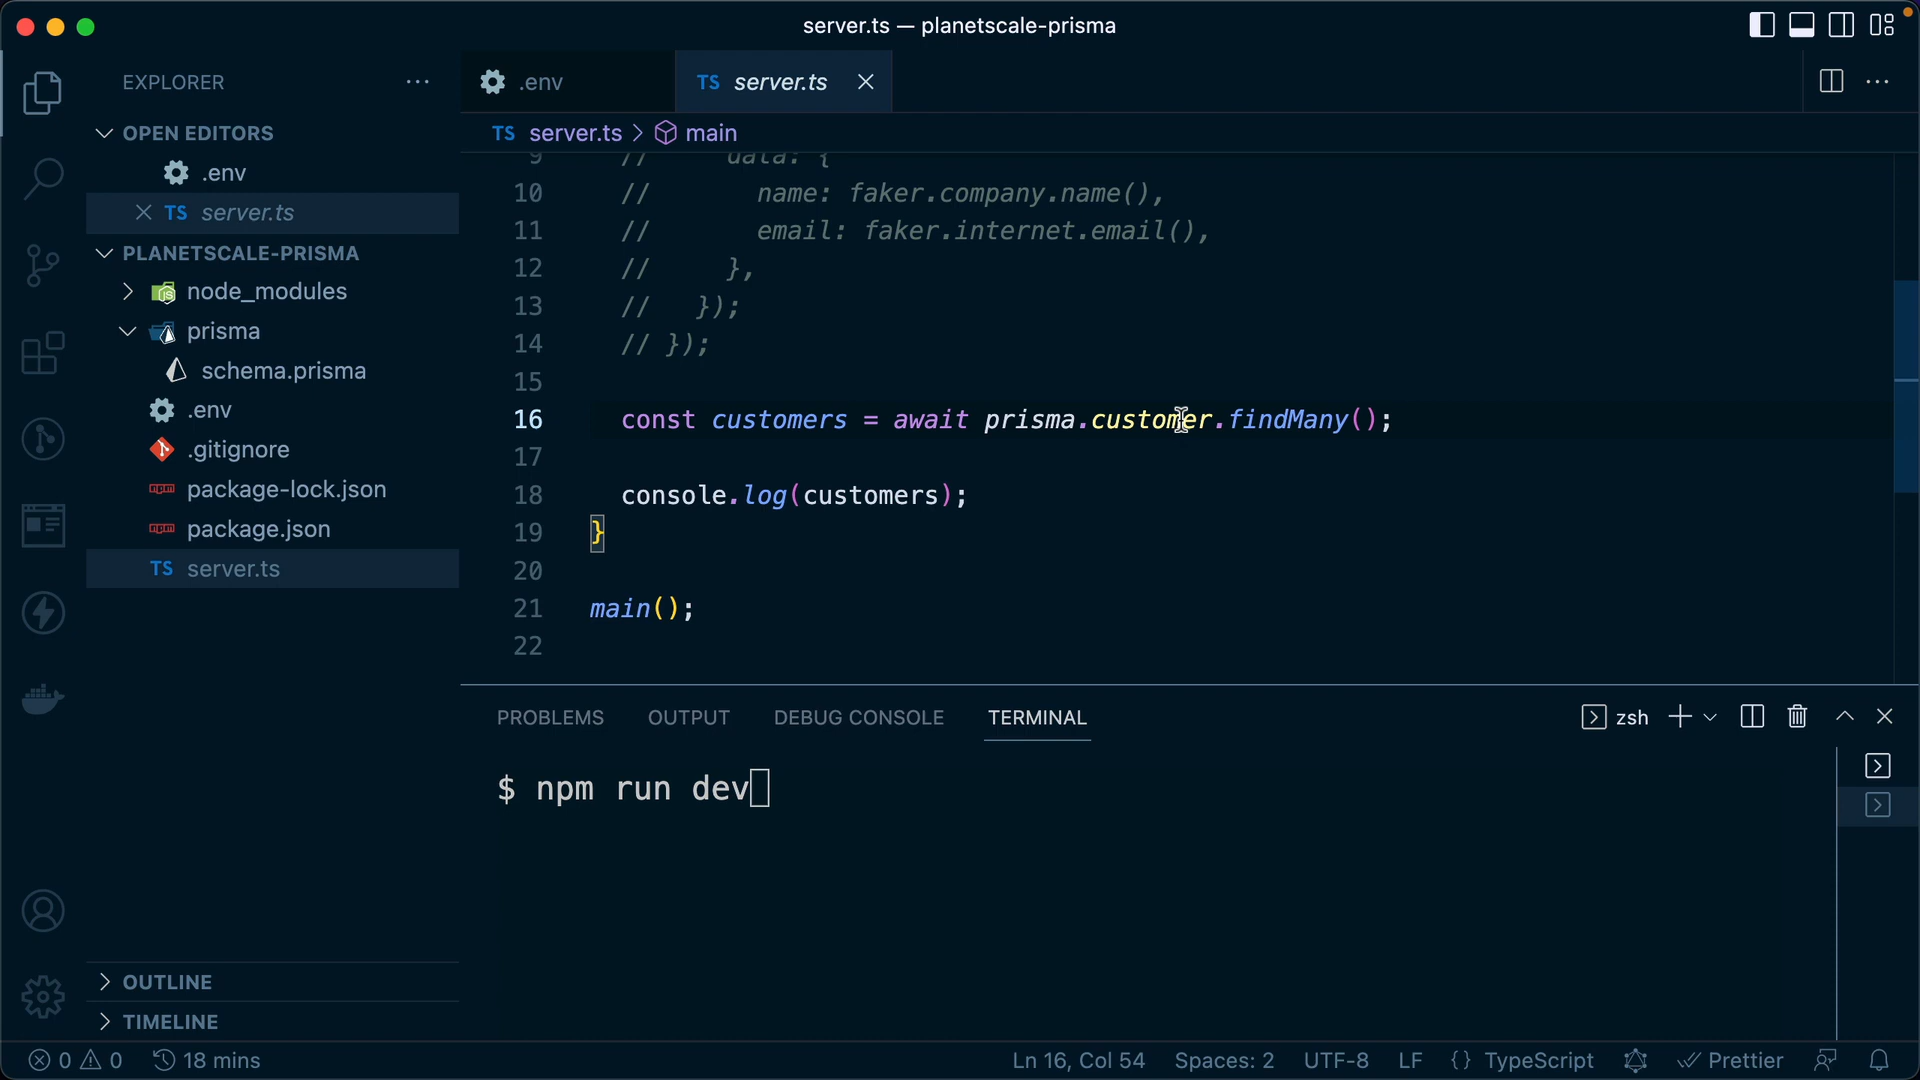 server.ts — planetscale-prisma
EXPLORER
OPEN EDITORS
.env
TS server.ts
PLANETSCALE-PRISMA
node_modules
prisma
schema.prisma
.env
.gitignore
package-lock.json
package.json
TS server.ts
OUTLINE
TIMELINE
.env
TS server.ts
TS server.ts > main
9 // data: {
10 // name: faker.company.name(),
11 // email: faker.internet.email(),
12 // },
13 // });
14 // });
15
16 const customers = await prisma.customer.findMany();
17
18 console.log(customers);
19 }
20
21 main();
22
PROBLEMS OUTPUT DEBUG CONSOLE TERMINAL
zsh
$ npm run dev
0 0 18 mins
Ln 16, Col 54 Spaces: 2 UTF-8 LF {} TypeScript Prettier